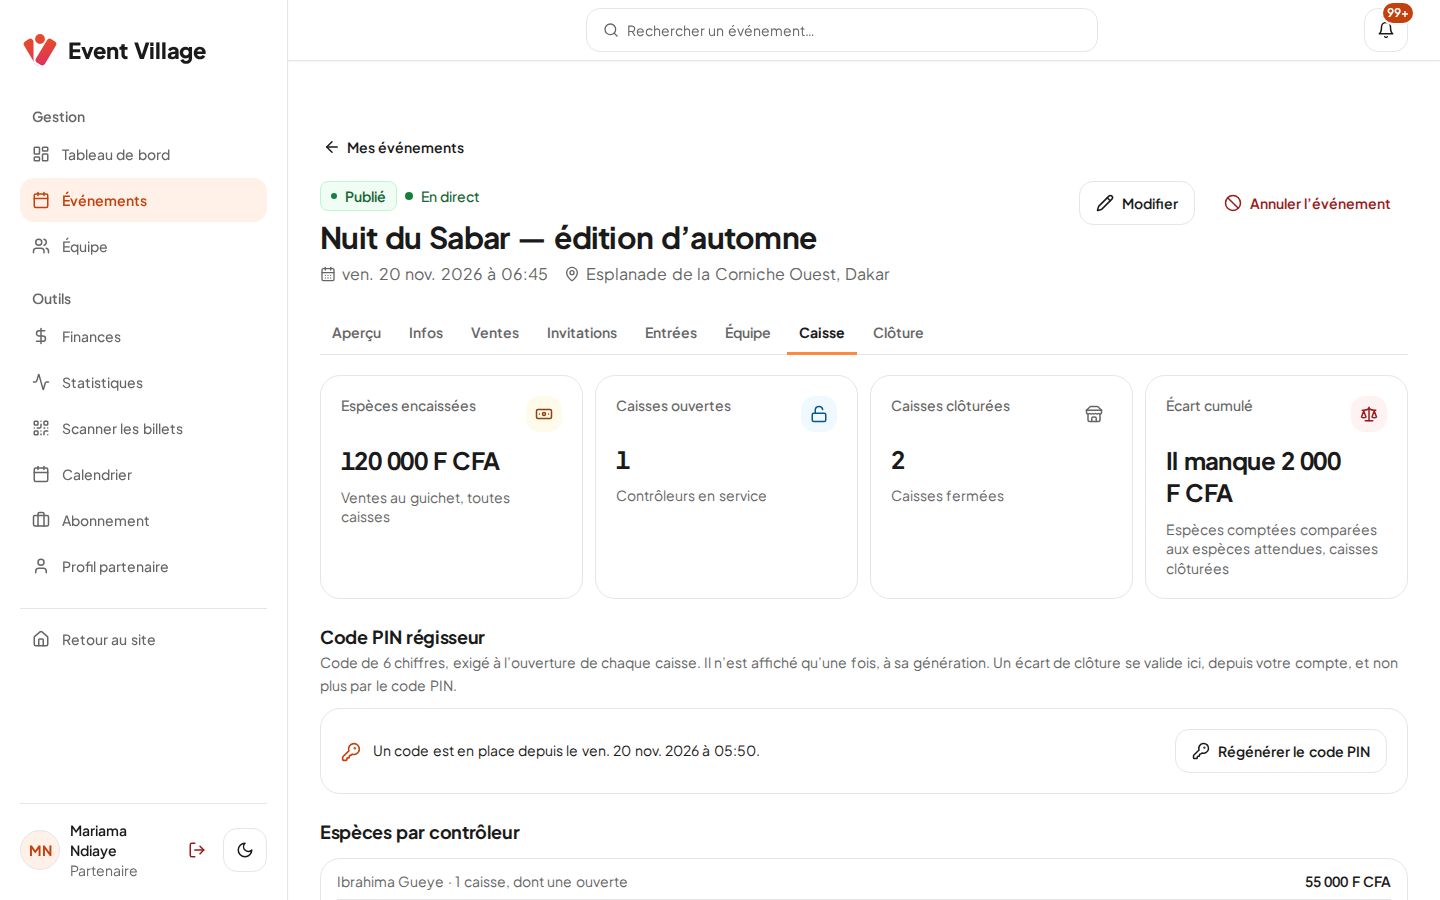 Event Village
Rechercher un événement…
99+
Gestion
Tableau de bord
Événements
Équipe
Outils
Finances
Statistiques
Scanner les billets
Calendrier
Abonnement
Profil partenaire
Retour au site
MN
Mariama
Ndiaye
Partenaire
Mes événements
Publié
En direct
Modifier
Annuler l’événement
Nuit du Sabar — édition d’automne
ven. 20 nov. 2026 à 06:45
Esplanade de la Corniche Ouest, Dakar
Aperçu
Infos
Ventes
Invitations
Entrées
Équipe
Caisse
Clôture
Espèces encaissées
120 000 F CFA
Ventes au guichet, toutes
caisses
Caisses ouvertes
1
Contrôleurs en service
Caisses clôturées
2
Caisses fermées
Écart cumulé
Il manque 2 000
F CFA
Espèces comptées comparées
aux espèces attendues, caisses
clôturées
Code PIN régisseur
Code de 6 chiffres, exigé à l’ouverture de chaque caisse. Il n’est affiché qu’une fois, à sa génération. Un écart de clôture se valide ici, depuis votre compte, et non
plus par le code PIN.
Un code est en place depuis le ven. 20 nov. 2026 à 05:50.
Régénérer le code PIN
Espèces par contrôleur
Ibrahima Gueye · 1 caisse, dont une ouverte
55 000 F CFA